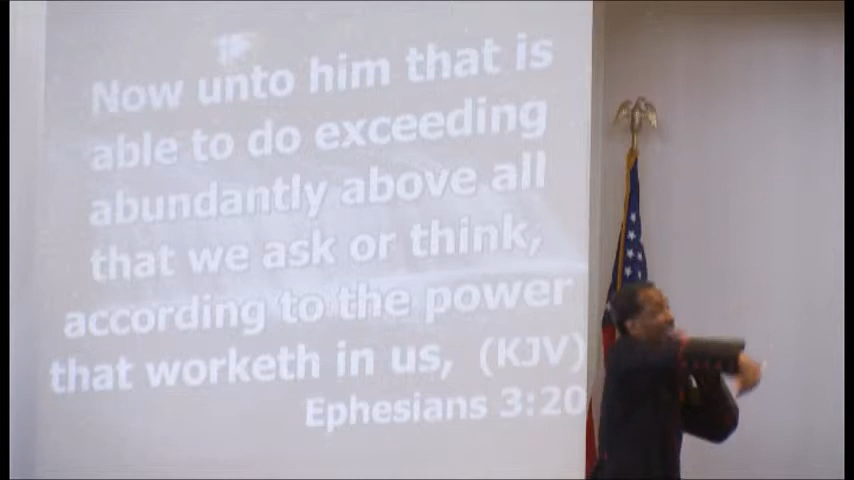 Now unto him that is
able to do exceeding
abundantly above all
that we ask or think,
according to the power
that worketh in us, (KJV)
Ephesians 3:20